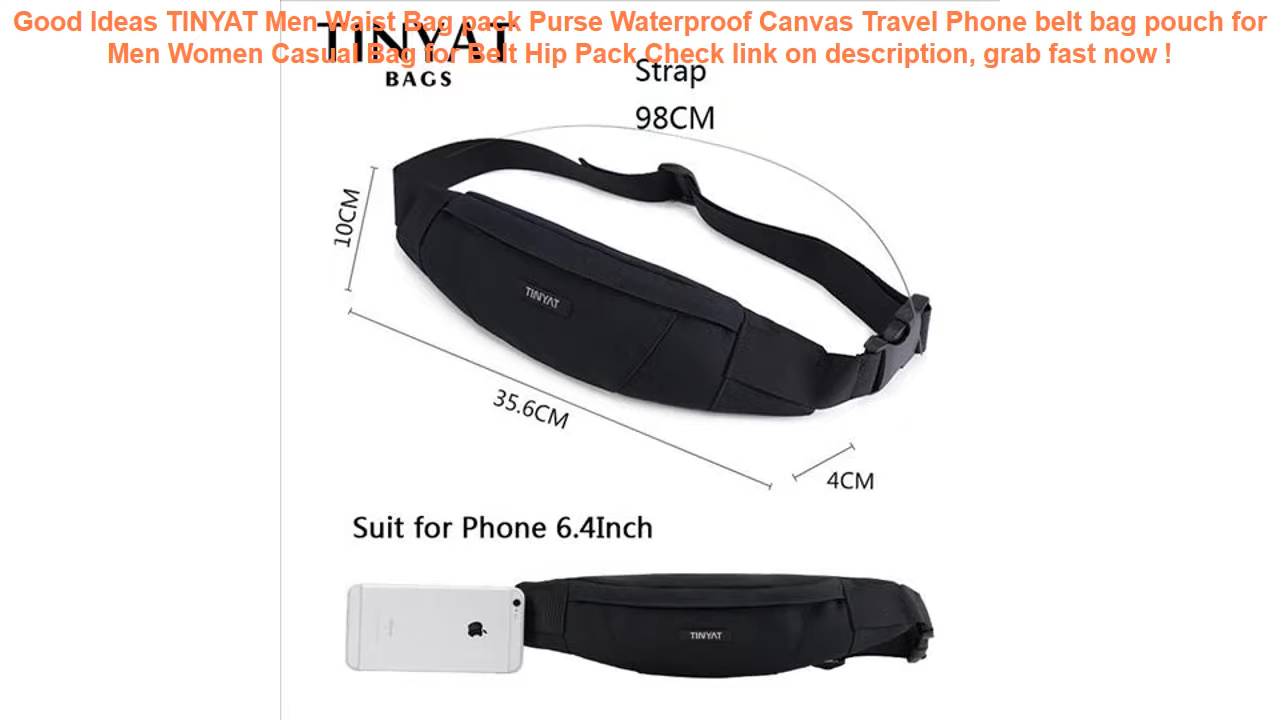 Good Ideas TINYAT Men Waist Bag pack Purse Waterproof Canvas Travel Phone belt bag pouch for
Men Women Casual Bag for Belt Hip Pack Check link on description, grab fast now !
TINYAT
BAGS
Strap
98CM
10CM
TINYAT
35.6CM
4CM
Suit for Phone 6.4Inch
TINYAT